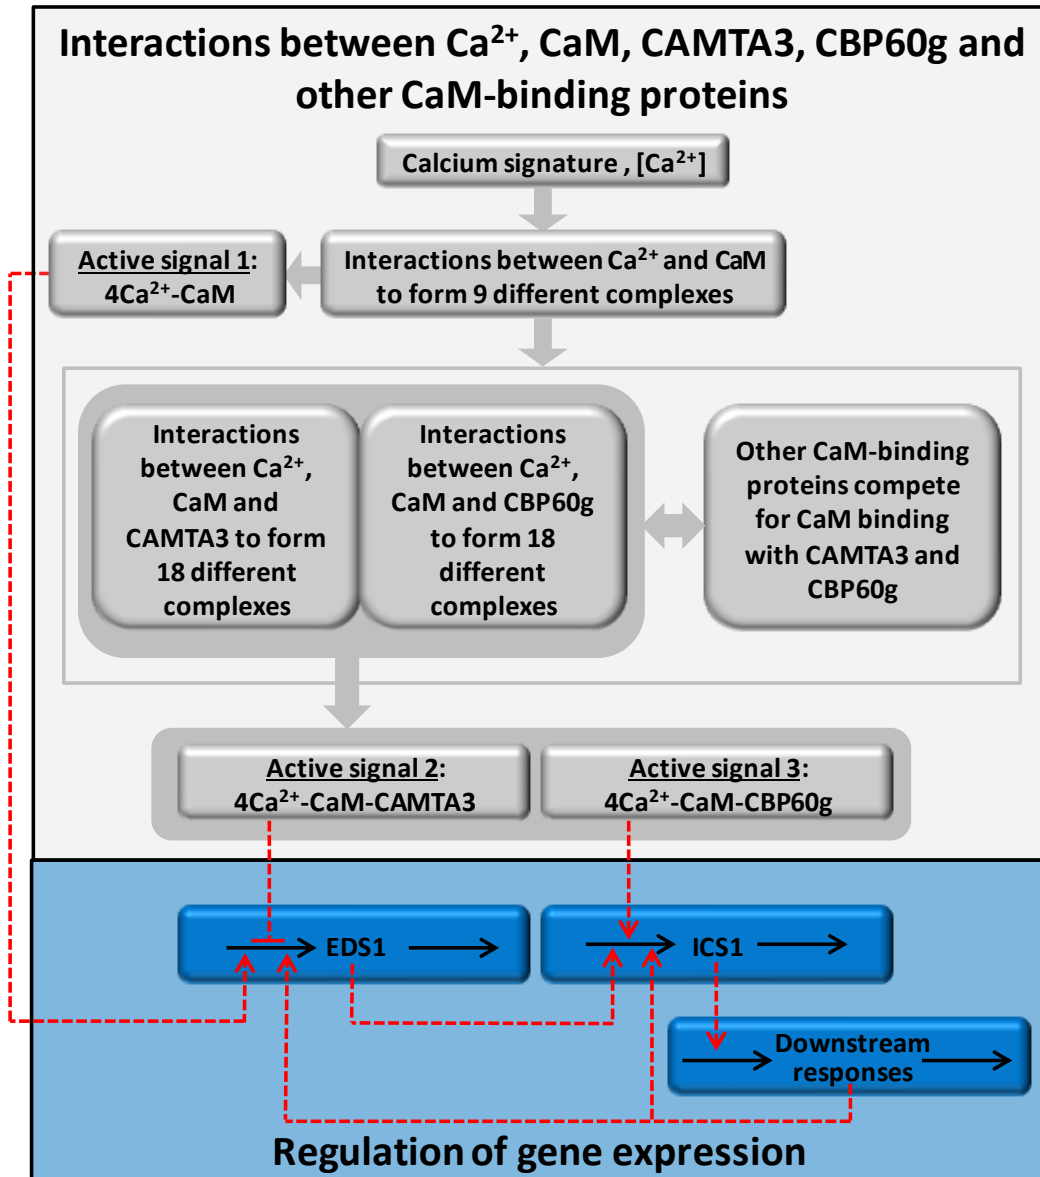 Interactions between Ca²⁺, CaM, CAMTA3, CBP60g and
other CaM-binding proteins
Calcium signature , [Ca²⁺]
Active signal 1:
4Ca²⁺-CaM
Interactions between Ca²⁺ and CaM
to form 9 different complexes
Interactions
between Ca²⁺,
CaM and
CAMTA3 to form
18 different
complexes
Interactions
between Ca²⁺,
CaM and CBP60g
to form 18
different
complexes
Other CaM-binding
proteins compete
for CaM binding
with CAMTA3 and
CBP60g
Active signal 2:
4Ca²⁺-CaM-CAMTA3
Active signal 3:
4Ca²⁺-CaM-CBP60g
EDS1
ICS1
Downstream
responses
Regulation of gene expression